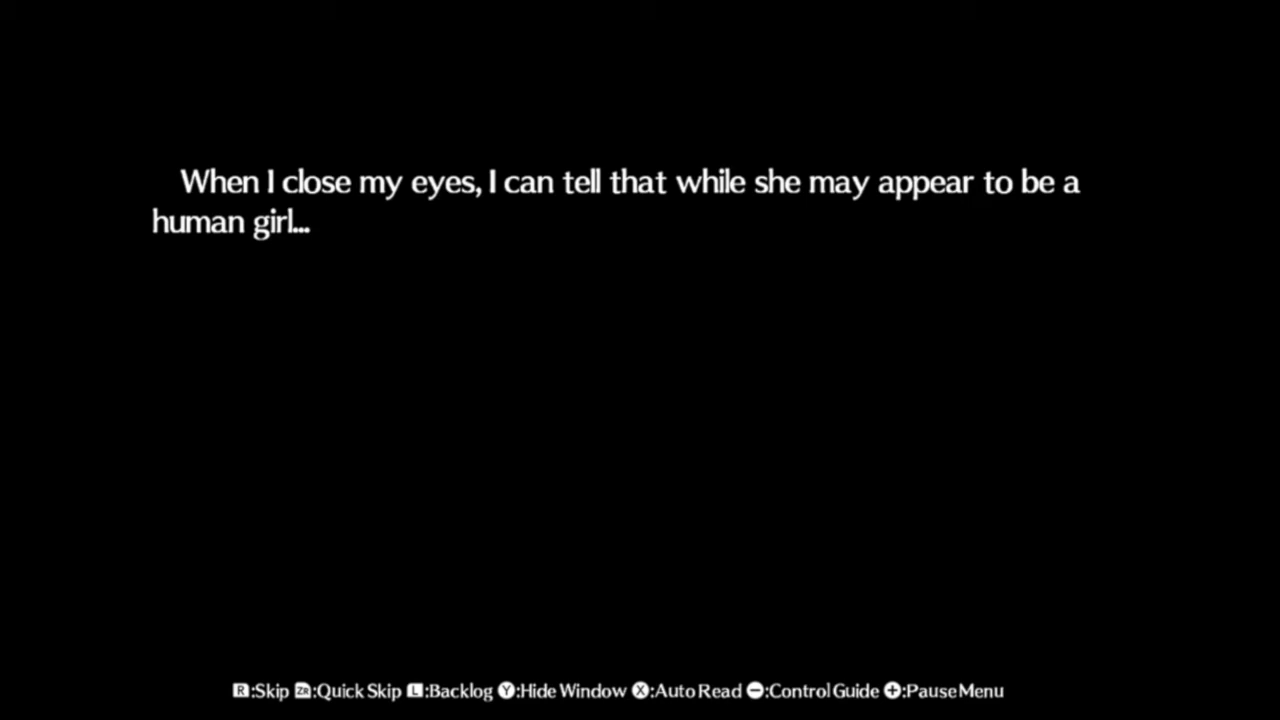 When I close my eyes, I can tell that while she may appear to be a
human girl...
R:Skip ZR:Quick Skip L:Backlog Y:Hide Window X:Auto Read -:Control Guide +:Pause Menu